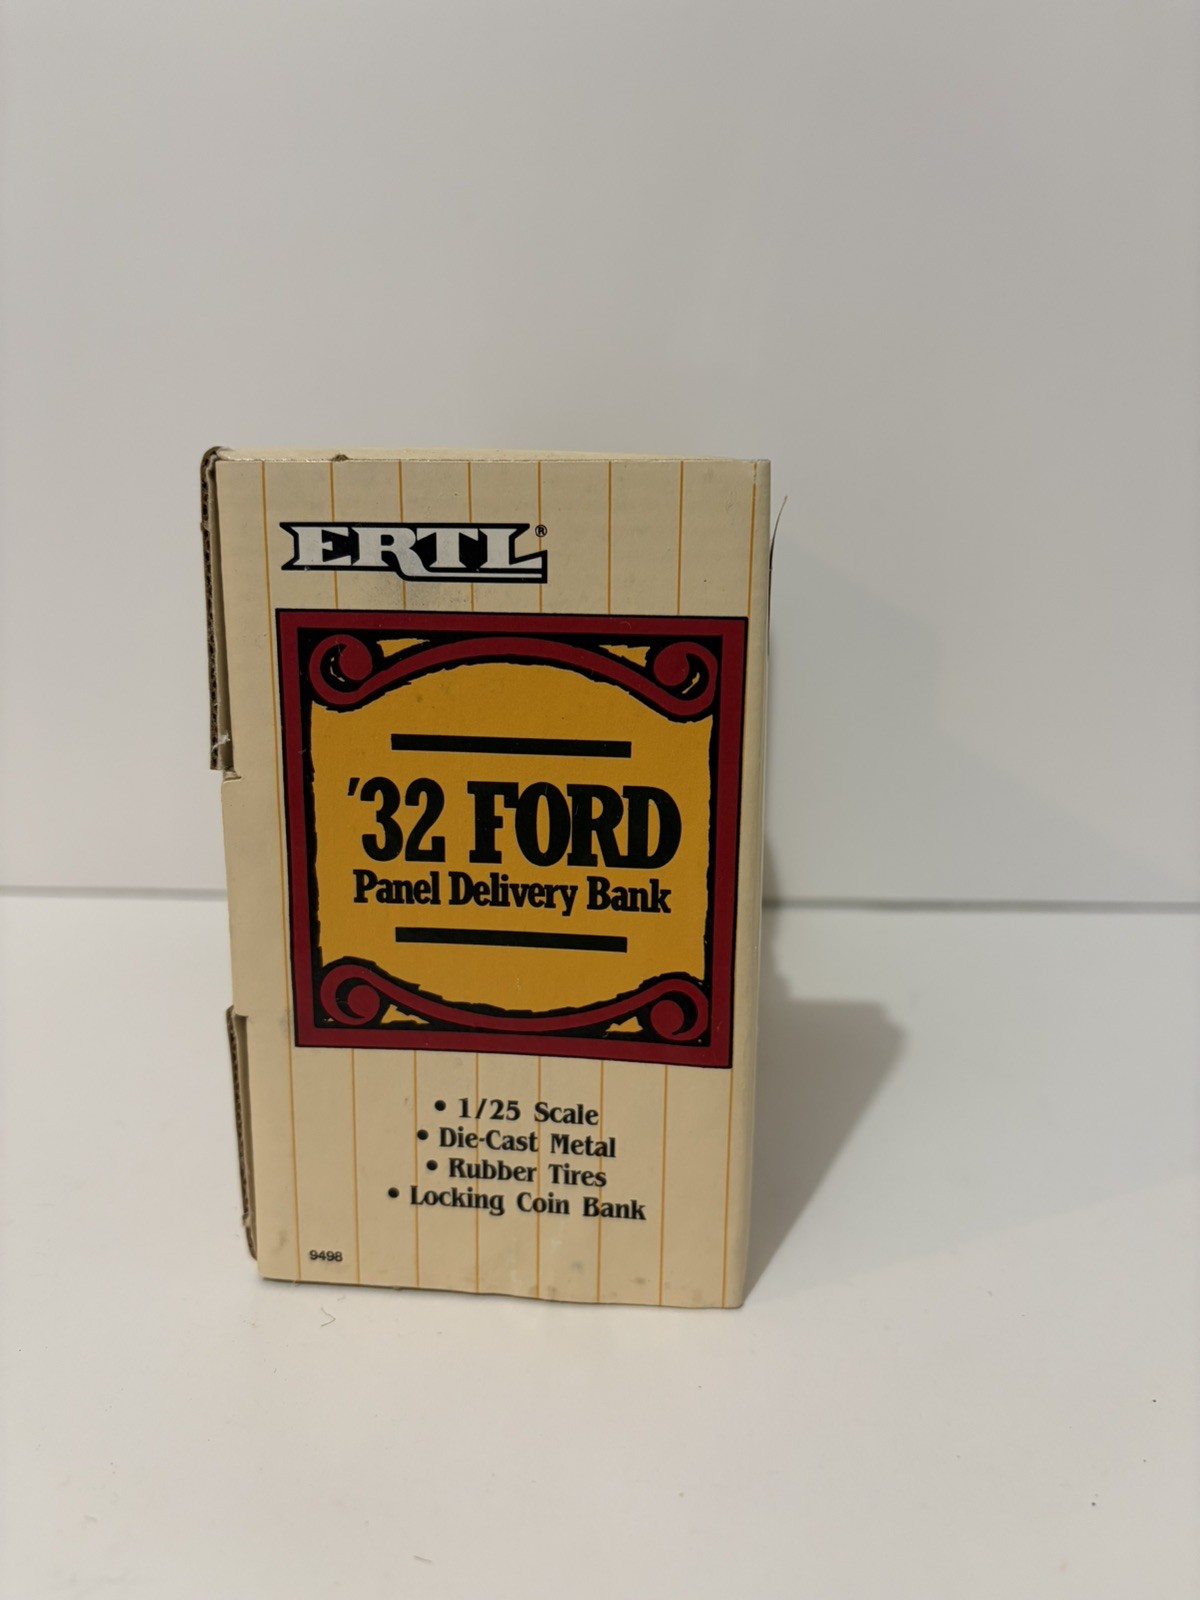 ERTL®
'32 FORD
Panel Delivery Bank
• 1/25 Scale
• Die-Cast Metal
• Rubber Tires
• Locking Coin Bank
9498